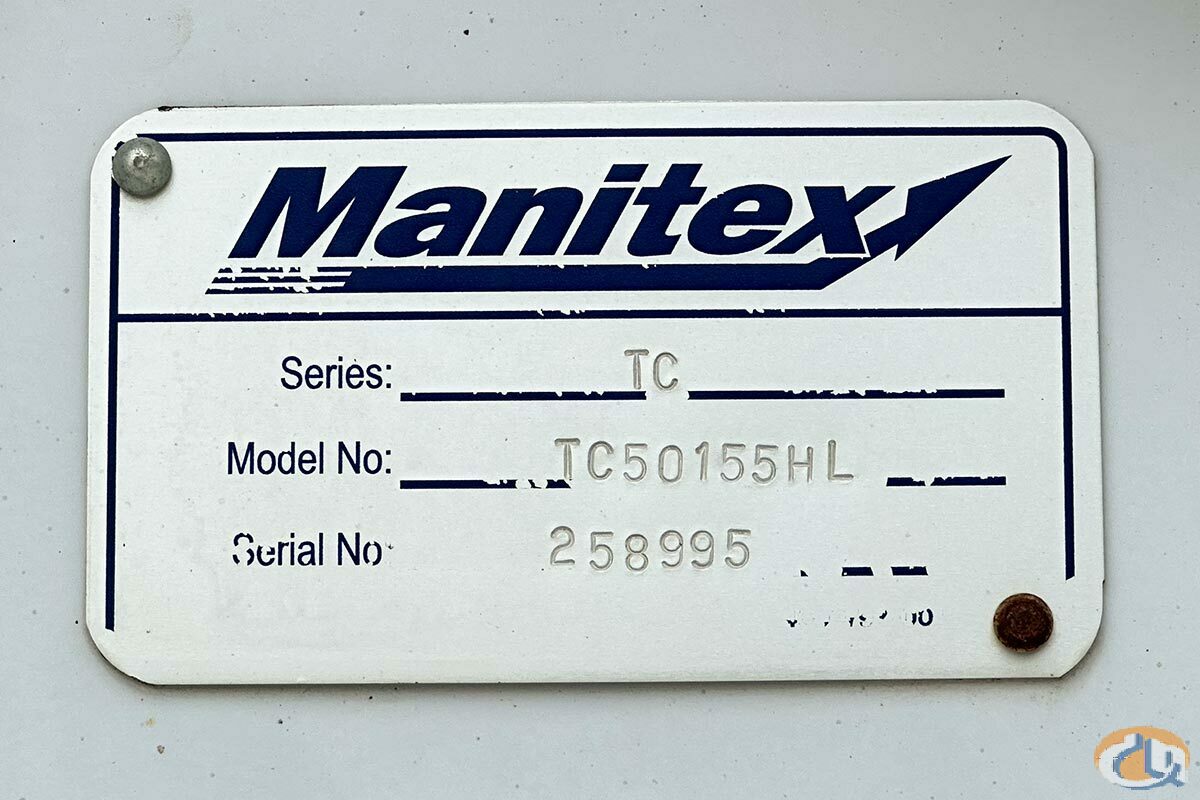 Manitex
Series: TC
Model No: TC50155HL
Serial No: 258995